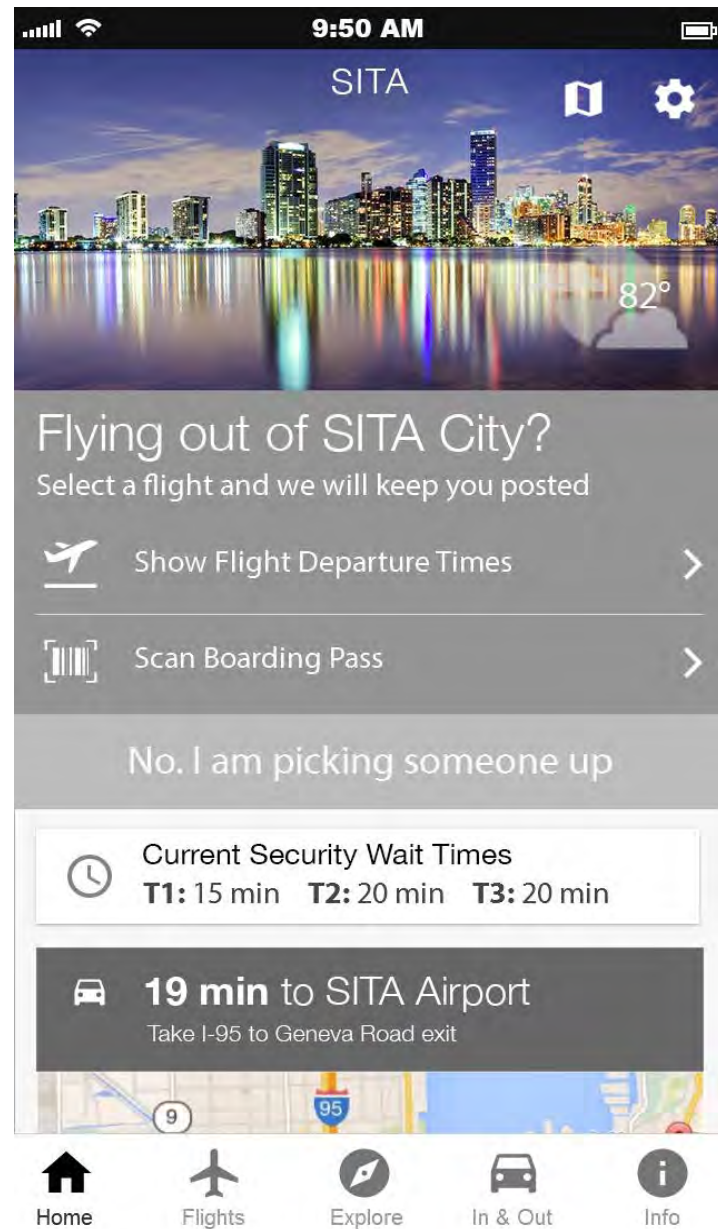 9:50 AM
SITA
82°
Flying out of SITA City?
Select a flight and we will keep you posted
Show Flight Departure Times
Scan Boarding Pass
No. I am picking someone up
Current Security Wait Times
T1: 15 min T2: 20 min T3: 20 min
19 min to SITA Airport
Take I-95 to Geneva Road exit
9
95
Home Flights Explore In & Out Info